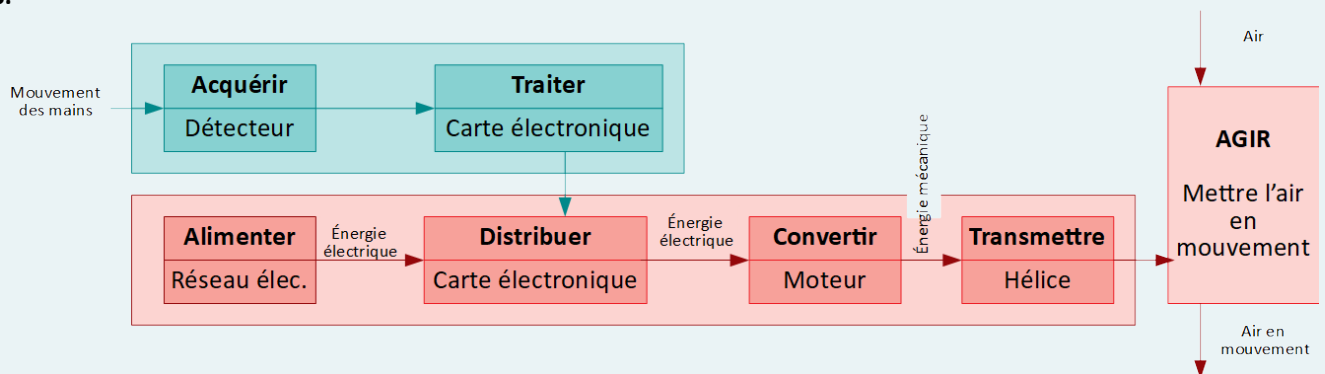 Mouvement
des mains
Acquérir
Détecteur
Traiter
Carte électronique
Alimenter
Réseau élec.
Énergie
électrique
Distribuer
Carte électronique
Énergie
électrique
Convertir
Moteur
Énergie mécanique
Transmettre
Hélice
Air
AGIR
Mettre l’air
en
mouvement
Air en
mouvement